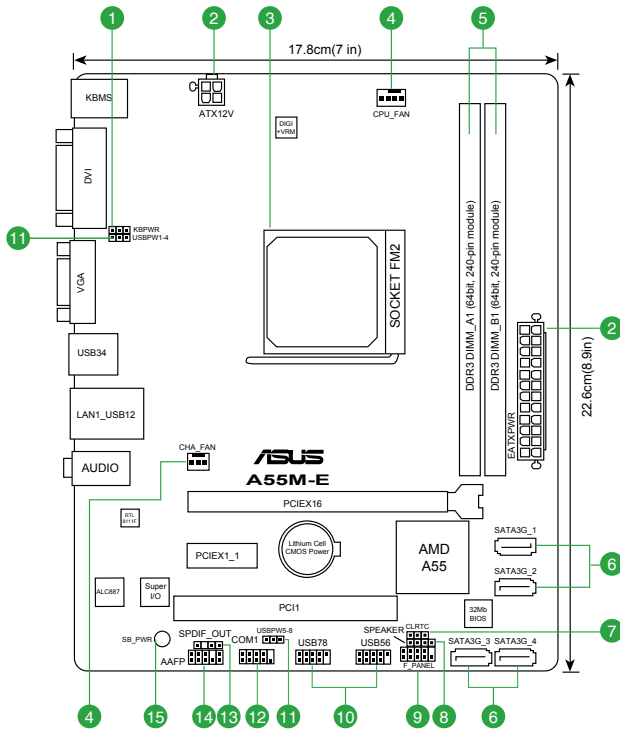 1
2
3
4
5
17.8cm(7 in)
KBMS
ATX12V
CPU_FAN
DIGI
+VRM
DVI
KBPWR
USBPW1-4
11
VGA
SOCKET FM2
DDR3 DIMM_A1 (64bit, 240-pin module)
DDR3 DIMM_B1 (64bit, 240-pin module)
2
EATXPWR
22.6cm(8.9in)
USB34
LAN1_USB12
CHA_FAN
AUDIO
ASUS
A55M-E
PCIEX16
RTL
8111F
Lithium Cell
CMOS Power
PCIEX1_1
AMD
A55
SATA3G_1
SATA3G_2
6
ALC887
Super
I/O
PCI1
32Mb
BIOS
SB_PWR
SPDIF_OUT
COM1
USBPW5-8
USB78
USB56
SPEAKER
CLRTC
7
SATA3G_3
SATA3G_4
AAFP
F_PANEL
4
15
14
13
12
11
10
9
8
6